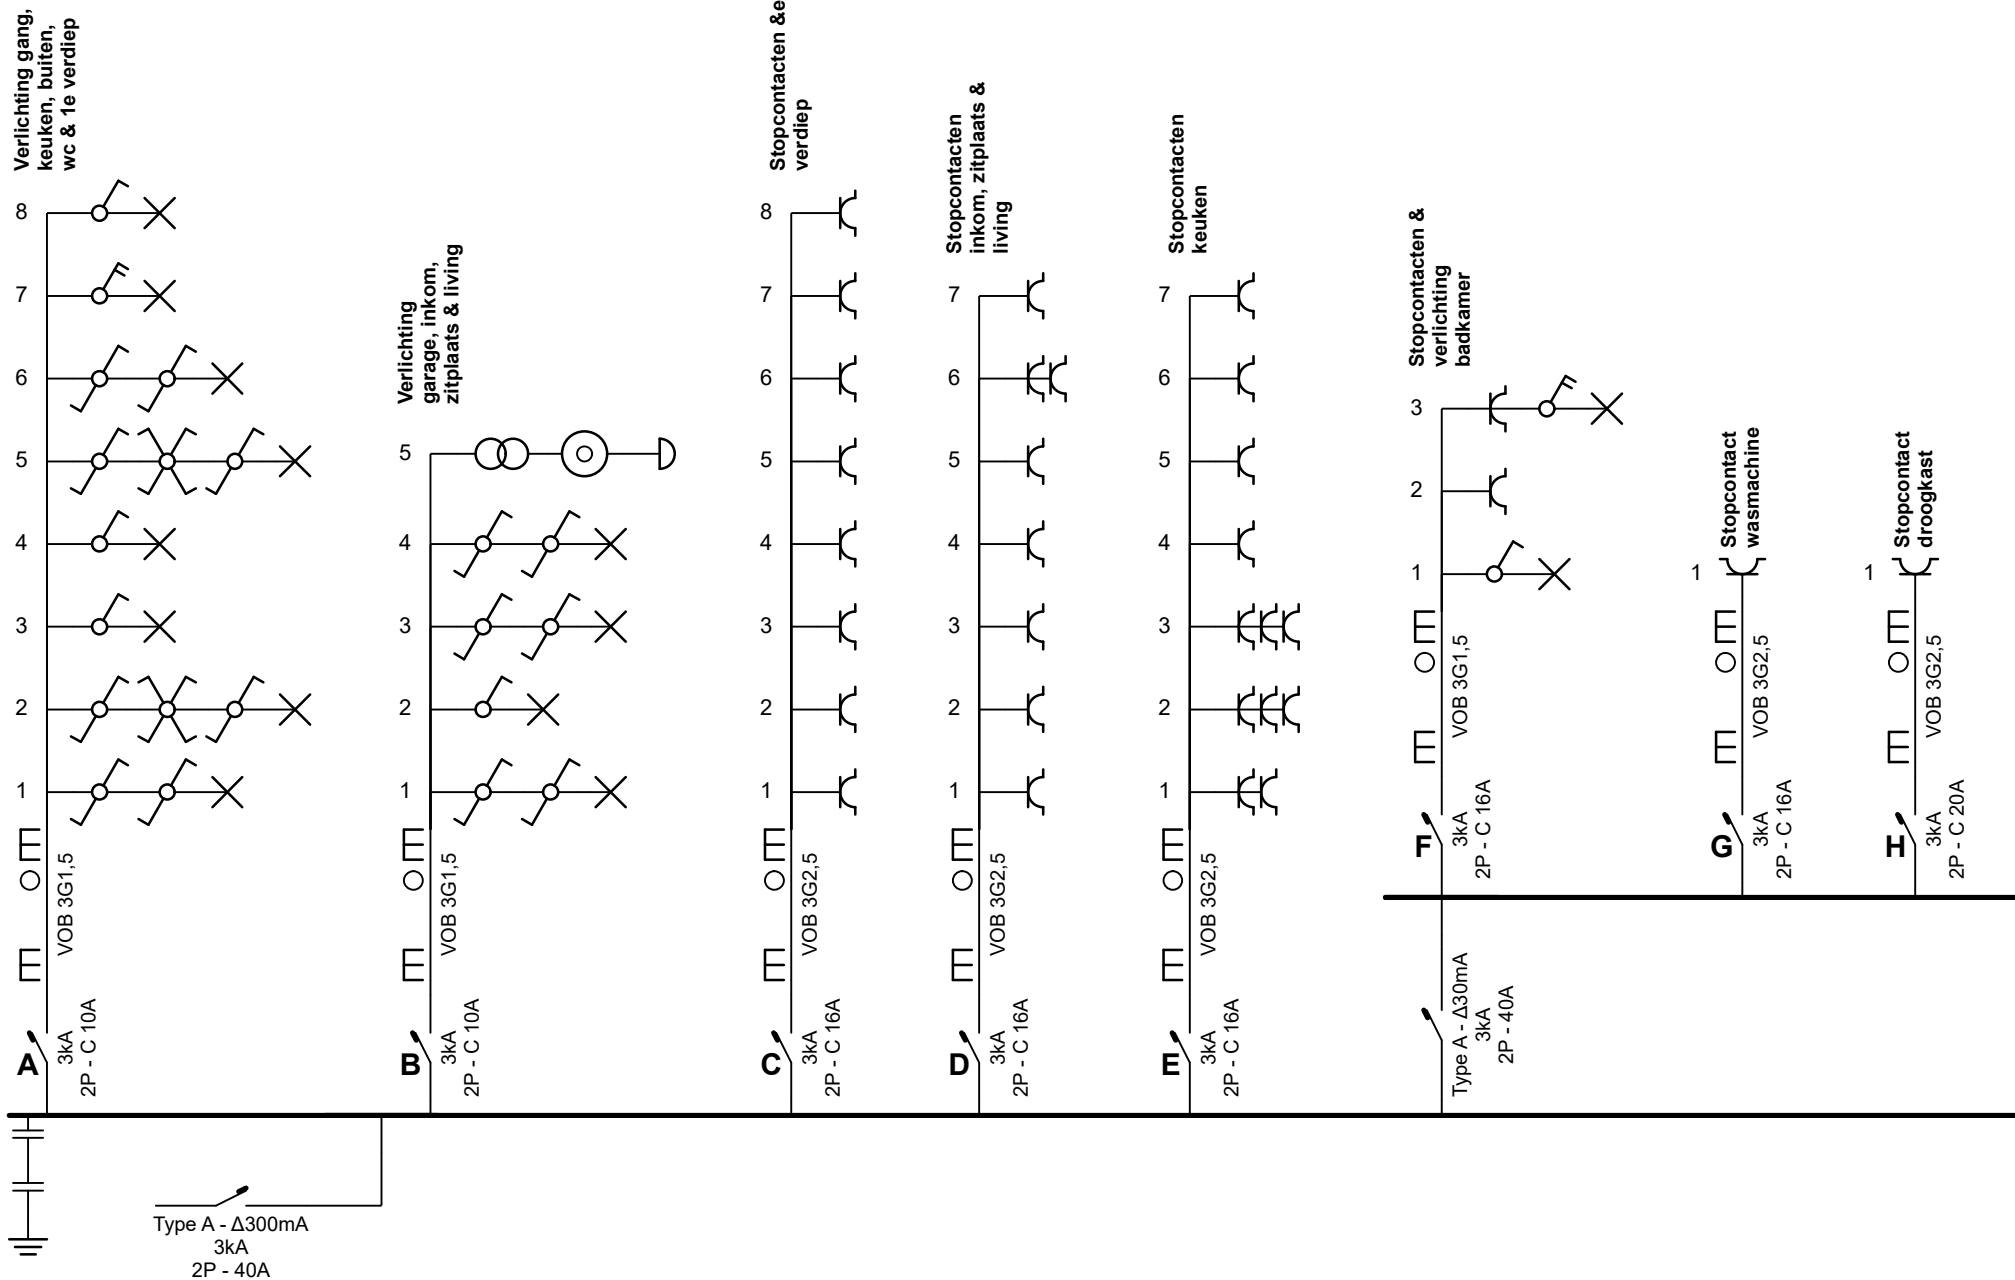 Verlichting gang,
keuken, buiten,
wc & 1e verdiep
8
7
6
5
4
3
2
1
VOB 3G1,5
A
3kA
2P - C 10A
Verlichting
garage, inkom,
zitplaats & living
5
4
3
2
1
VOB 3G1,5
B
3kA
2P - C 10A
Stopcontacten &e
verdiep
8
7
6
5
4
3
2
1
VOB 3G2,5
C
3kA
2P - C 16A
Stopcontacten
inkom, zitplaats &
living
7
6
5
4
3
2
1
VOB 3G2,5
D
3kA
2P - C 16A
Stopcontacten
keuken
7
6
5
4
3
2
1
VOB 3G2,5
E
3kA
2P - C 16A
Stopcontacten &
verlichting
badkamer
3
2
1
VOB 3G1,5
F
3kA
2P - C 16A
Stopcontact
wasmachine
1
VOB 3G2,5
G
3kA
2P - C 16A
Stopcontact
droogkast
1
VOB 3G2,5
H
3kA
2P - C 20A
Type A - Δ30mA
3kA
2P - 40A
Type A - Δ300mA
3kA
2P - 40A